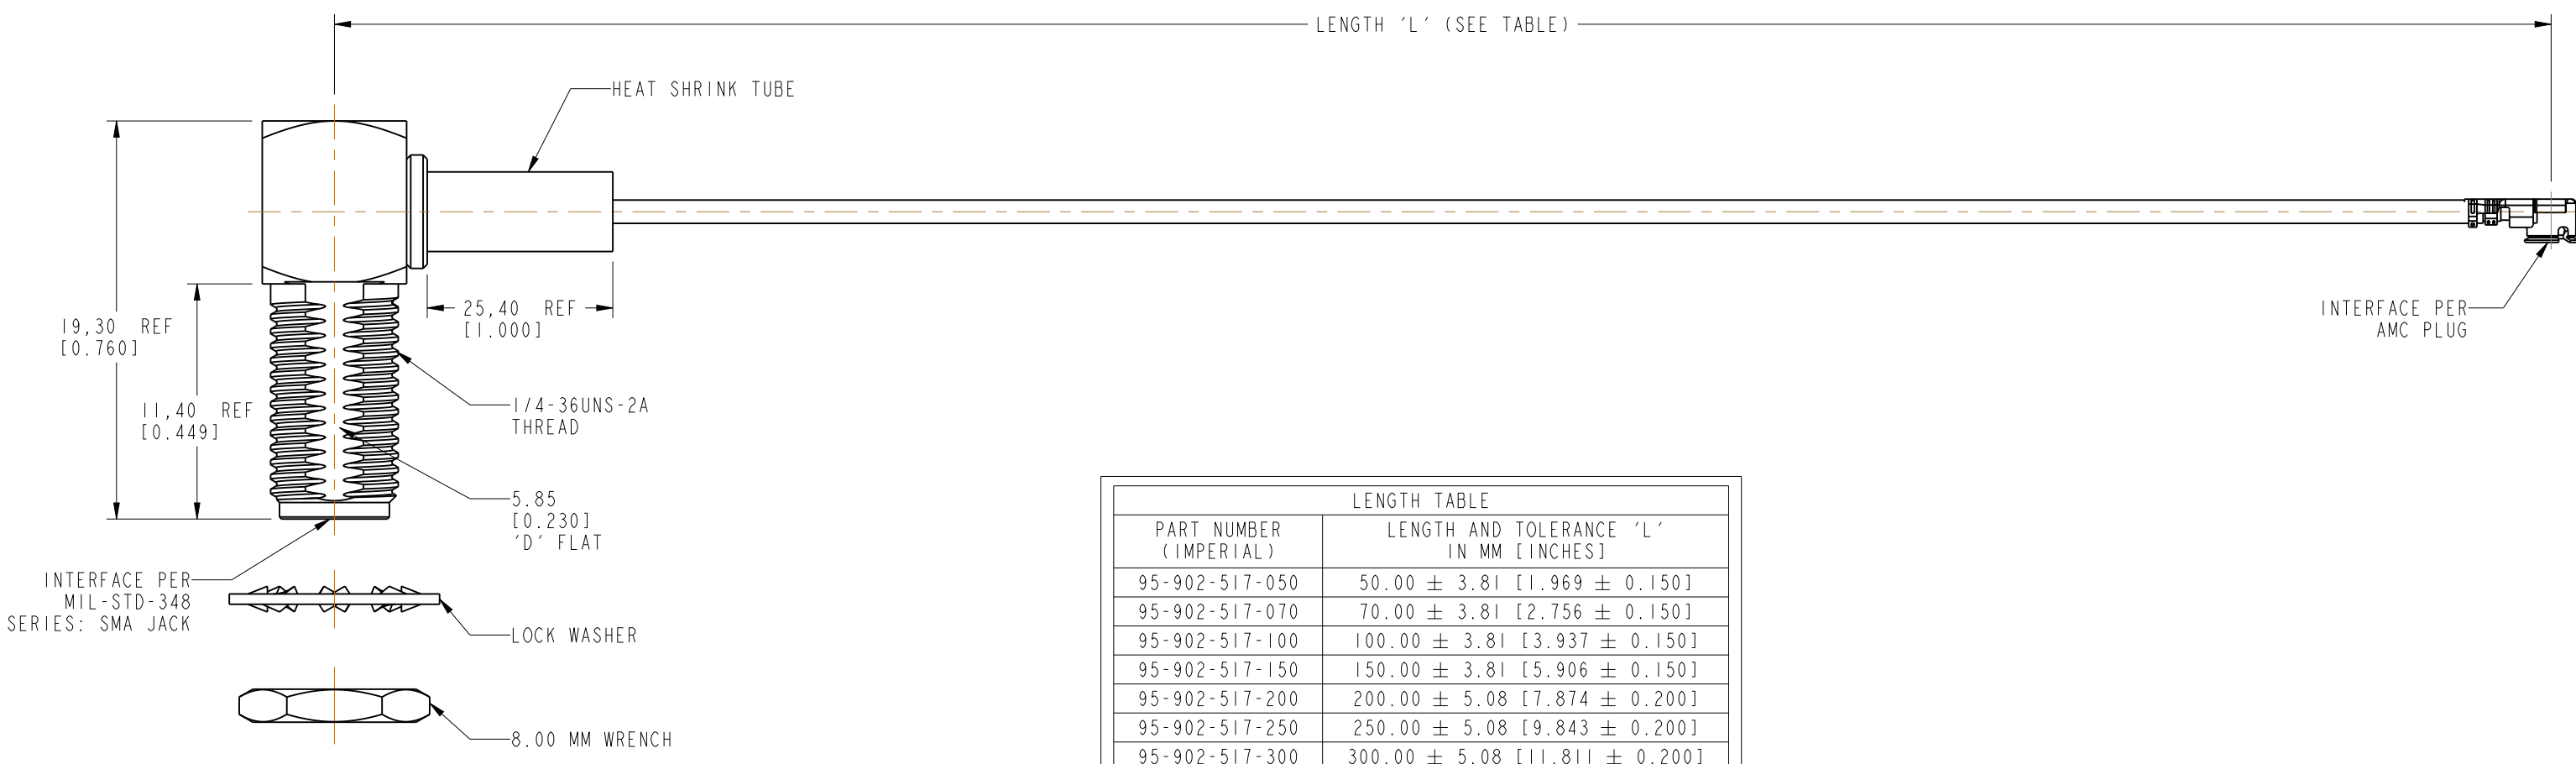 LENGTH 'L' (SEE TABLE)
HEAT SHRINK TUBE
19,30 REF
[0.760]
25,40 REF
[1.000]
INTERFACE PER
AMC PLUG
11,40 REF
[0.449]
1/4-36UNS-2A
THREAD
5.85
[0.230]
'D' FLAT
INTERFACE PER
MIL-STD-348
SERIES: SMA JACK
LOCK WASHER
8.00 MM WRENCH
LENGTH TABLE
PART NUMBER
(IMPERIAL)
LENGTH AND TOLERANCE 'L'
IN MM [INCHES]
95-902-517-050 50.00 ± 3.81 [1.969 ± 0.150]
95-902-517-070 70.00 ± 3.81 [2.756 ± 0.150]
95-902-517-100 100.00 ± 3.81 [3.937 ± 0.150]
95-902-517-150 150.00 ± 3.81 [5.906 ± 0.150]
95-902-517-200 200.00 ± 5.08 [7.874 ± 0.200]
95-902-517-250 250.00 ± 5.08 [9.843 ± 0.200]
95-902-517-300 300.00 ± 5.08 [11.811 ± 0.200]